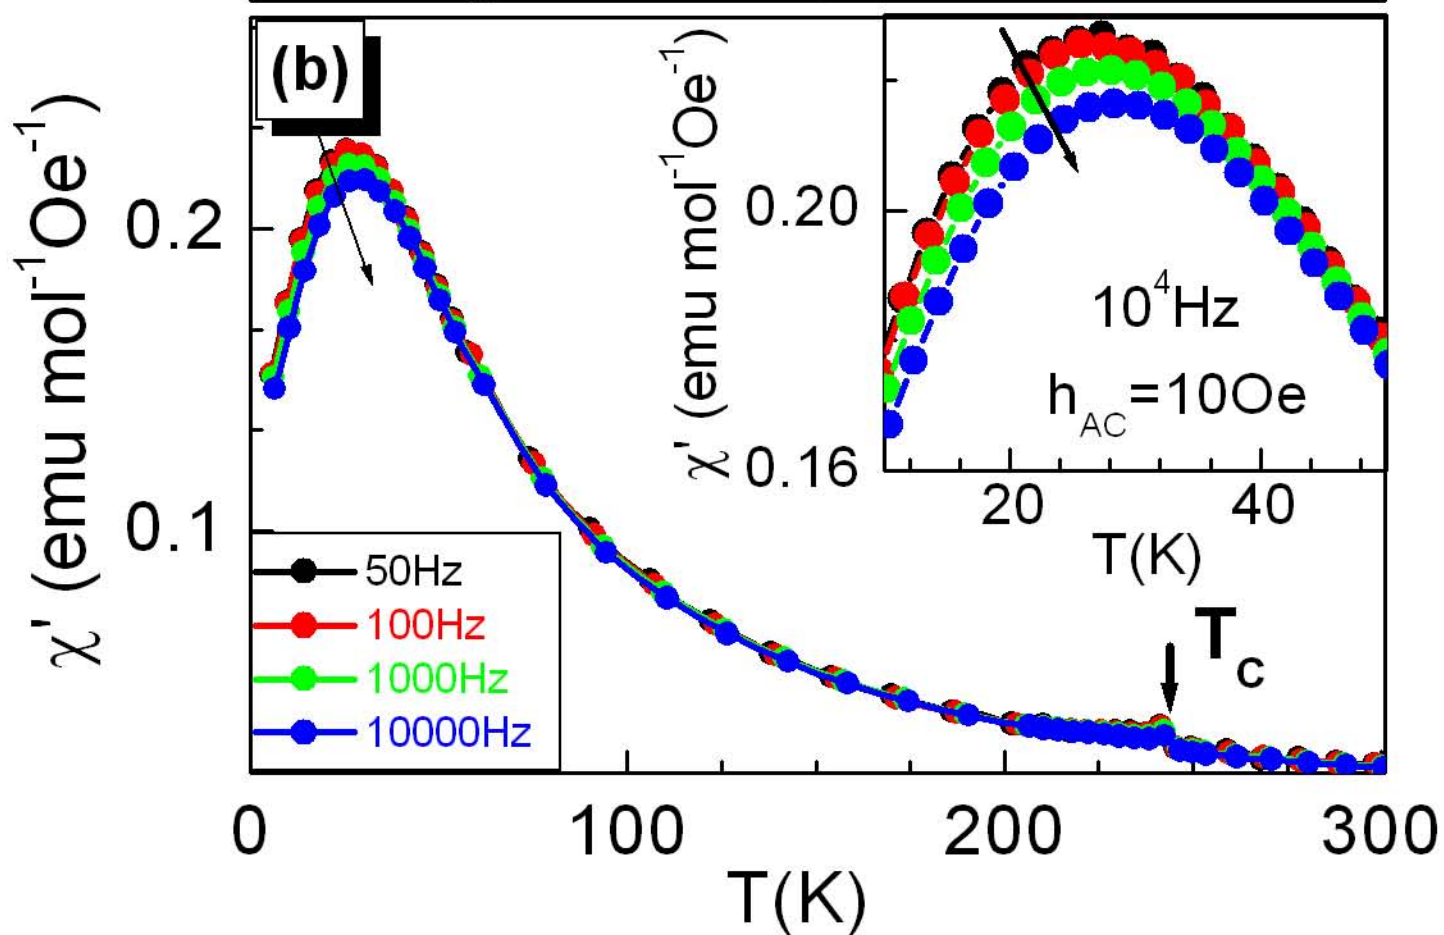 (b)
χ' (emu mol⁻¹Oe⁻¹)
0.2
0.1
50Hz
100Hz
1000Hz
10000Hz
0
100
200
300
T(K)
T_c
χ' (emu mol⁻¹Oe⁻¹)
0.20
0.16
10⁴Hz
h_AC=10Oe
20
40
T(K)